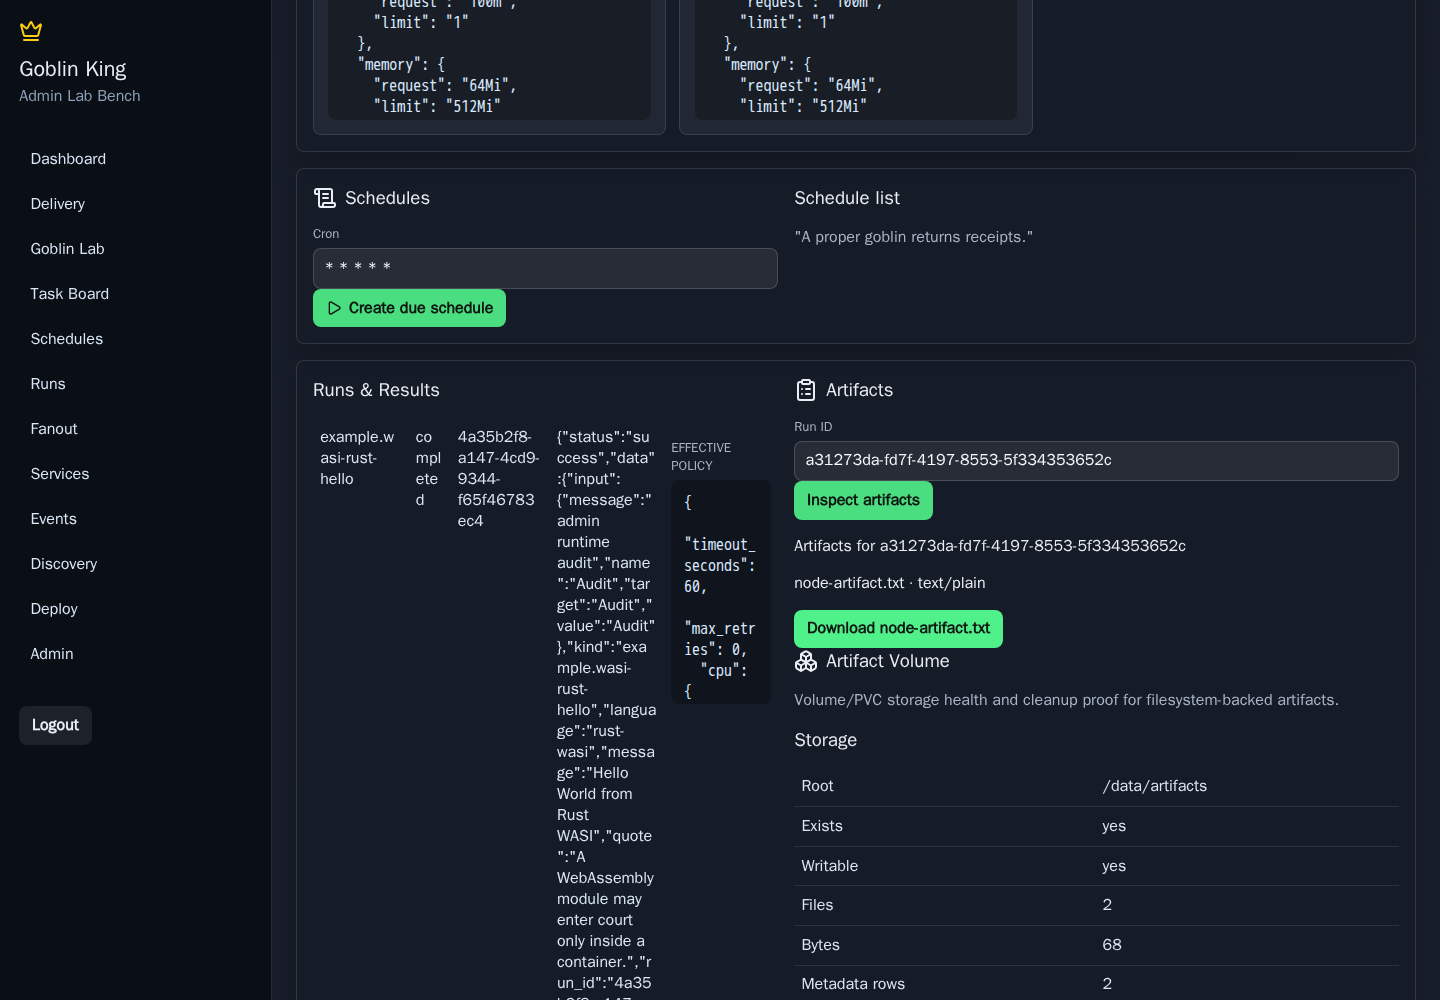 Goblin King
Admin Lab Bench
Dashboard
Delivery
Goblin Lab
Task Board
Schedules
Runs
Fanout
Services
Events
Discovery
Deploy
Admin
Logout
"request": "100m",
"limit": "1"
},
"memory": {
"request": "64Mi",
"limit": "512Mi"
"request": "100m",
"limit": "1"
},
"memory": {
"request": "64Mi",
"limit": "512Mi"
Schedules
Cron
* * * * *
Create due schedule
Schedule list
"A proper goblin returns receipts."
Runs & Results
example.w
asi-rust-
hello
co
mpl
ete
d
4a35b2f8-
a147-4cd9-
9344-
f65f46783
ec4
{"status":"su
ccess","data"
:{"input":
{"message":"
admin
runtime
audit","name
":"Audit","tar
get":"Audit","
value":"Audit"
},"kind":"exa
mple.wasi-
rust-
hello","langua
ge":"rust-
wasi","messa
ge":"Hello
World from
Rust
WASI","quote
":"A
WebAssembly
module may
enter court
only inside a
container.","r
un_id":"4a35
EFFECTIVE
POLICY
{
"timeout_
seconds":
60,
"max_retr
ies": 0,
"cpu":
{
Artifacts
Run ID
a31273da-fd7f-4197-8553-5f334353652c
Inspect artifacts
Artifacts for a31273da-fd7f-4197-8553-5f334353652c
node-artifact.txt · text/plain
Download node-artifact.txt
Artifact Volume
Volume/PVC storage health and cleanup proof for filesystem-backed artifacts.
Storage
Root /data/artifacts
Exists yes
Writable yes
Files 2
Bytes 68
Metadata rows 2